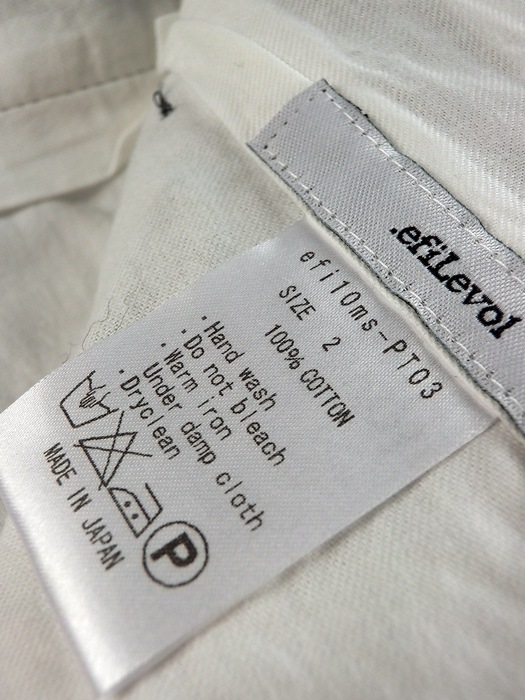 .efiLevol
efi10ms-PT03
SIZE 2
100% COTTON
·Hand wash
·Do not bleach
·Warm iron
Under damp cloth
·Dryclean
P
MADE IN JAPAN